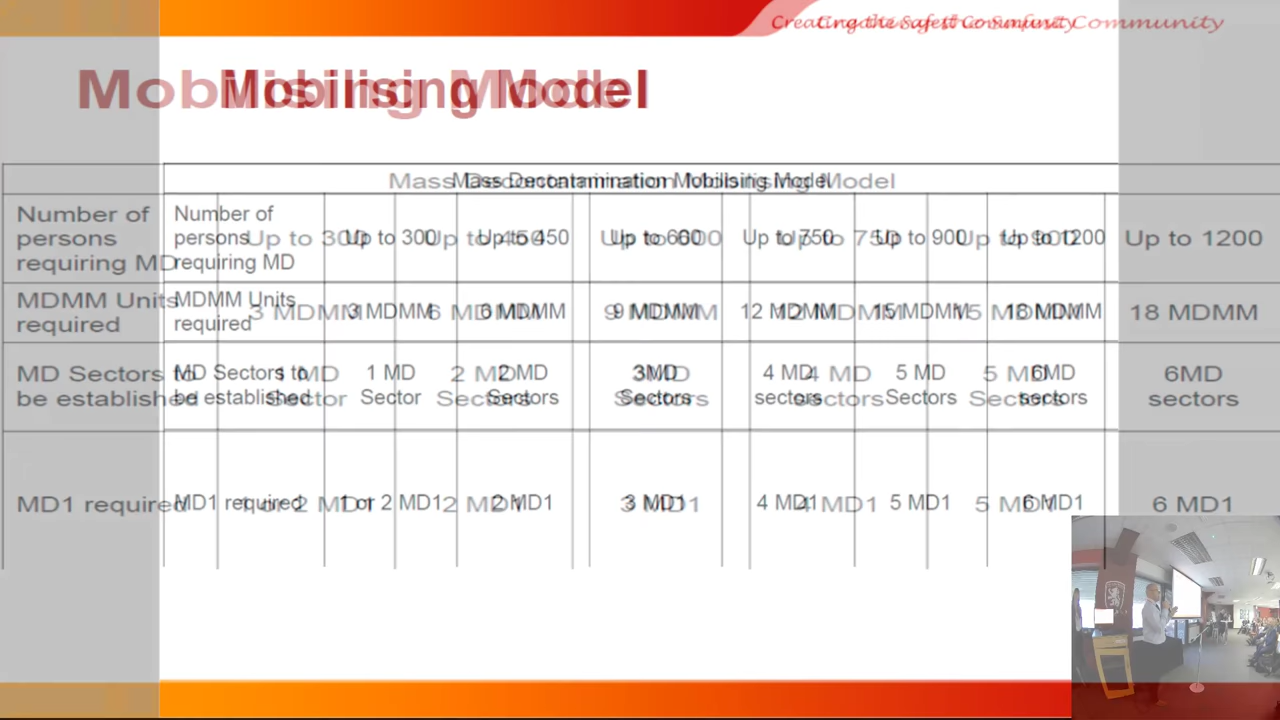 Creating the Safest Community
Mobilising Model
Mass Decontamination Mobilising Model
Number of persons requiring MD Up to 300 Up to 450 Up to 600 Up to 750 Up to 900 Up to 1200
MDMM Units required 3 MDMM 6 MDMM 9 MDMM 12 MDMM 15 MDMM 18 MDMM
MD Sectors to be established 1 MD Sector 2 MD Sectors 3MD Sectors 4 MD sectors 5 MD Sectors 6MD sectors
MD1 required 1 or 2 MD1 2 MD1 3 MD1 4 MD1 5 MD1 6 MD1